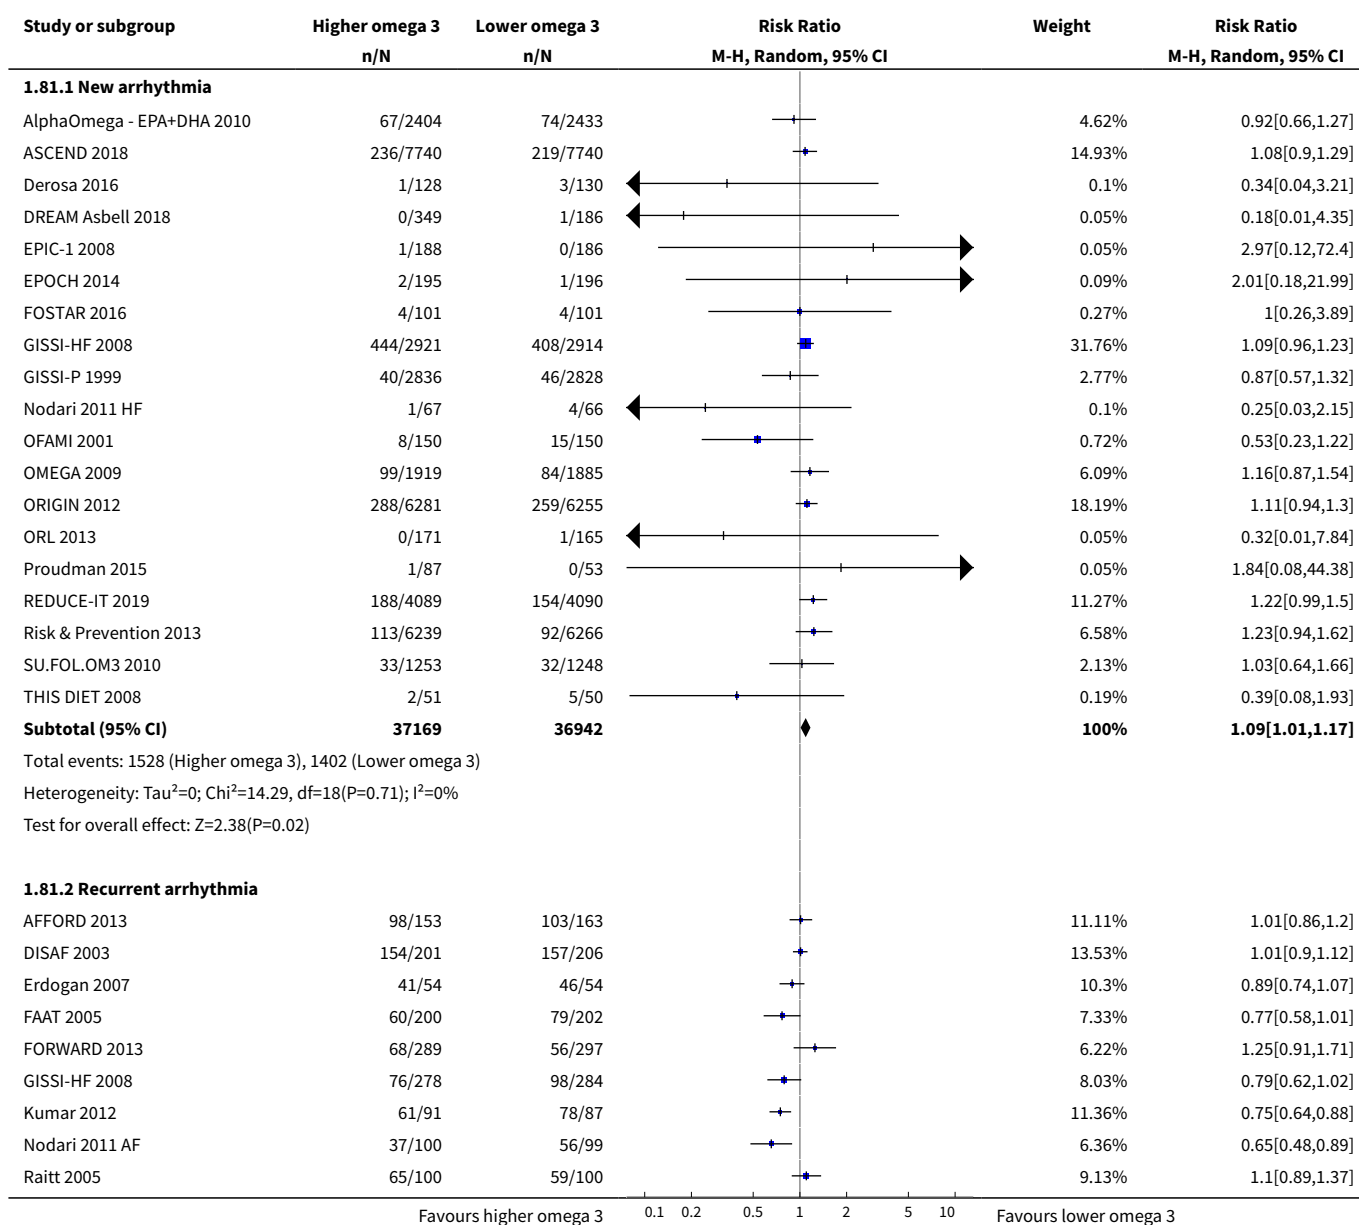 Study or subgroup Higher omega 3 Lower omega 3 Risk Ratio Weight Risk Ratio
n/N n/N M-H, Random, 95% CI M-H, Random, 95% CI
1.81.1 New arrhythmia
AlphaOmega - EPA+DHA 2010 67/2404 74/2433 4.62% 0.92[0.66,1.27]
ASCEND 2018 236/7740 219/7740 14.93% 1.08[0.9,1.29]
Derosa 2016 1/128 3/130 0.1% 0.34[0.04,3.21]
DREAM Asbell 2018 0/349 1/186 0.05% 0.18[0.01,4.35]
EPIC-1 2008 1/188 0/186 0.05% 2.97[0.12,72.4]
EPOCH 2014 2/195 1/196 0.09% 2.01[0.18,21.99]
FOSTAR 2016 4/101 4/101 0.27% 1[0.26,3.89]
GISSI-HF 2008 444/2921 408/2914 31.76% 1.09[0.96,1.23]
GISSI-P 1999 40/2836 46/2828 2.77% 0.87[0.57,1.32]
Nodari 2011 HF 1/67 4/66 0.1% 0.25[0.03,2.15]
OFAMI 2001 8/150 15/150 0.72% 0.53[0.23,1.22]
OMEGA 2009 99/1919 84/1885 6.09% 1.16[0.87,1.54]
ORIGIN 2012 288/6281 259/6255 18.19% 1.11[0.94,1.3]
ORL 2013 0/171 1/165 0.05% 0.32[0.01,7.84]
Proudman 2015 1/87 0/53 0.05% 1.84[0.08,44.38]
REDUCE-IT 2019 188/4089 154/4090 11.27% 1.22[0.99,1.5]
Risk & Prevention 2013 113/6239 92/6266 6.58% 1.23[0.94,1.62]
SU.FOL.OM3 2010 33/1253 32/1248 2.13% 1.03[0.64,1.66]
THIS DIET 2008 2/51 5/50 0.19% 0.39[0.08,1.93]
Subtotal (95% CI) 37169 36942 100% 1.09[1.01,1.17]
Total events: 1528 (Higher omega 3), 1402 (Lower omega 3)
Heterogeneity: Tau²=0; Chi²=14.29, df=18(P=0.71); I²=0%
Test for overall effect: Z=2.38(P=0.02)
1.81.2 Recurrent arrhythmia
AFFORD 2013 98/153 103/163 11.11% 1.01[0.86,1.2]
DISAF 2003 154/201 157/206 13.53% 1.01[0.9,1.12]
Erdogan 2007 41/54 46/54 10.3% 0.89[0.74,1.07]
FAAT 2005 60/200 79/202 7.33% 0.77[0.58,1.01]
FORWARD 2013 68/289 56/297 6.22% 1.25[0.91,1.71]
GISSI-HF 2008 76/278 98/284 8.03% 0.79[0.62,1.02]
Kumar 2012 61/91 78/87 11.36% 0.75[0.64,0.88]
Nodari 2011 AF 37/100 56/99 6.36% 0.65[0.48,0.89]
Raitt 2005 65/100 59/100 9.13% 1.1[0.89,1.37]
Favours higher omega 3 0.1 0.2 0.5 1 2 5 10 Favours lower omega 3